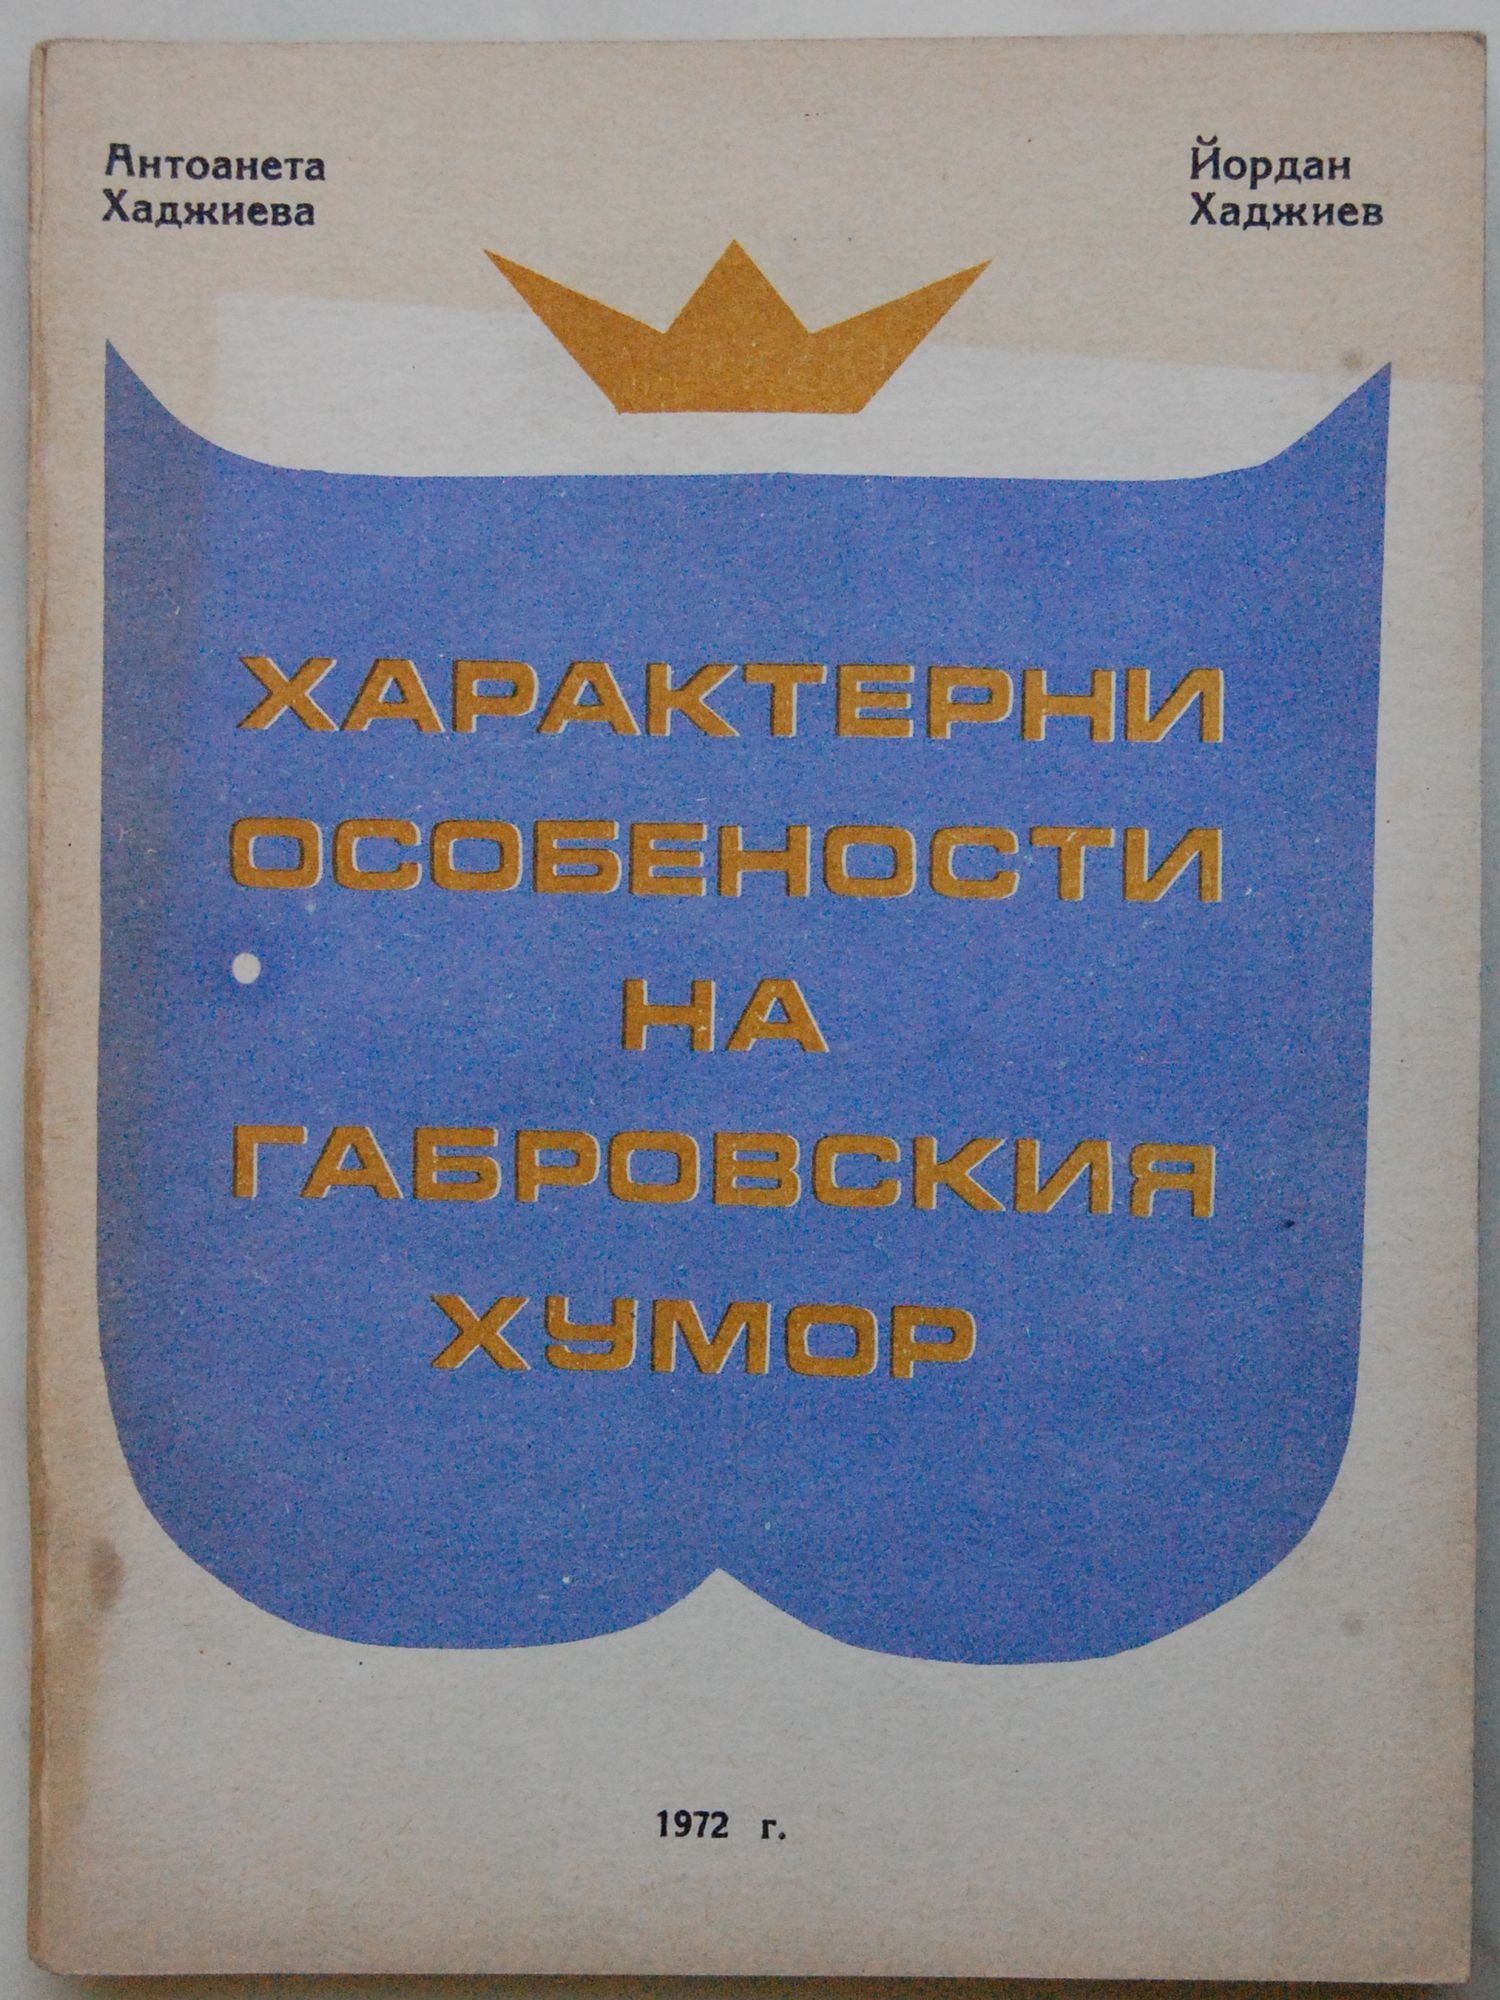 Антоанета
Хаджиева
Йордан
Хаджиев
ХАРАКТЕРНИ
ОСОБЕНОСТИ
НА
ГАБРОВСКИЯ
ХУМОР
1972 г.